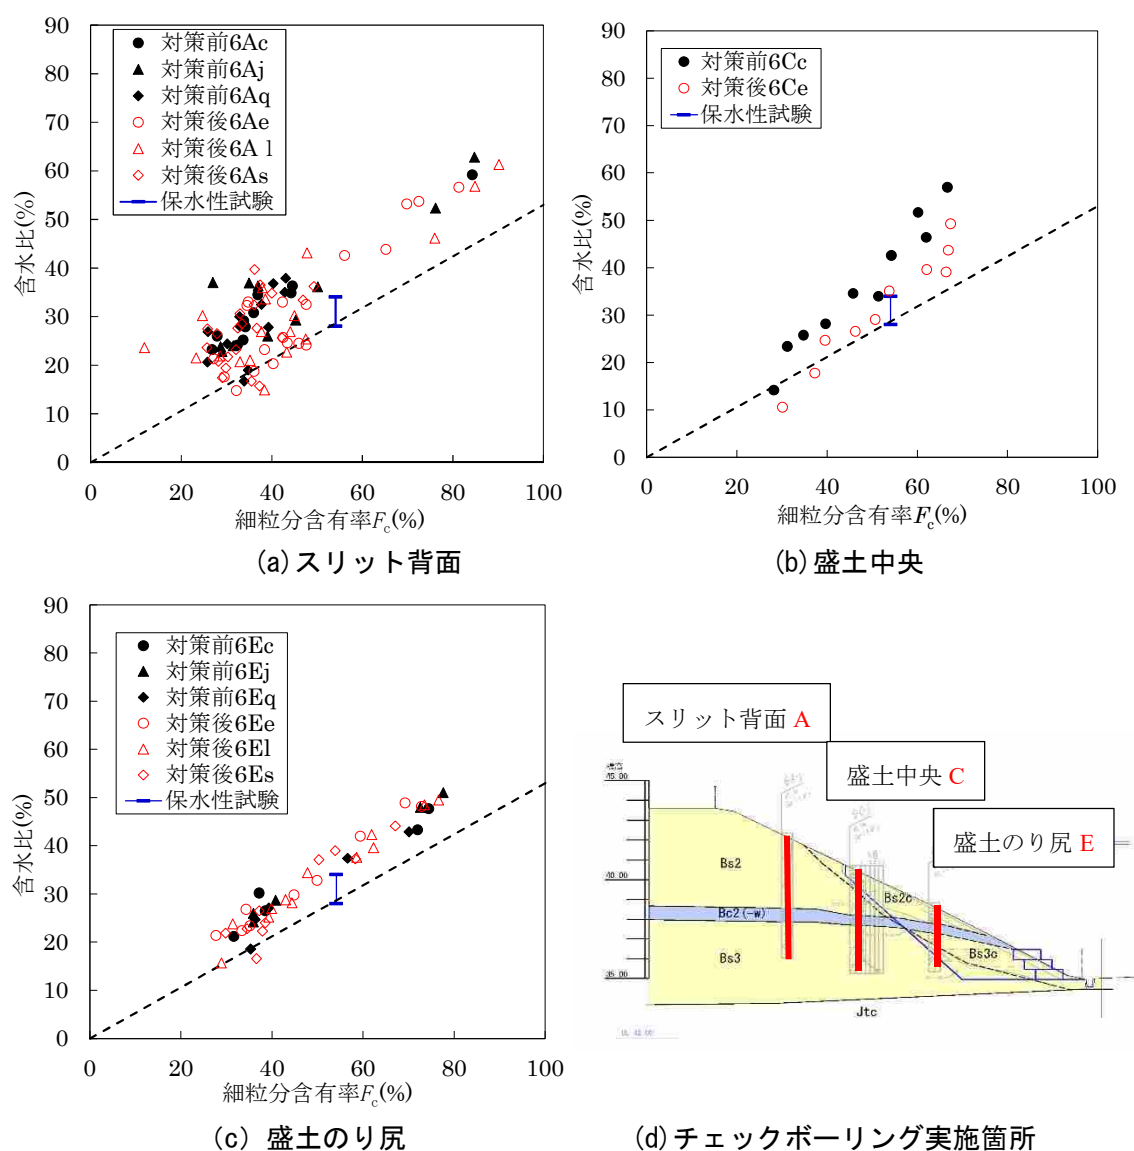 90
80
70
60
50
40
30
20
10
0
含水比(%)
対策前6Ac
対策前6Aj
対策前6Aq
対策後6Ae
対策後6A l
対策後6As
保水性試験
0 20 40 60 80 100
細粒分含有率Fc(%)
(a)スリット背面
90
80
70
60
50
40
30
20
10
0
含水比(%)
対策前6Cc
対策後6Ce
保水性試験
0 20 40 60 80 100
細粒分含有率Fc(%)
(b)盛土中央
90
80
70
60
50
40
30
20
10
0
含水比(%)
対策前6Ec
対策前6Ej
対策前6Eq
対策後6Ee
対策後6El
対策後6Es
保水性試験
0 20 40 60 80 100
細粒分含有率Fc(%)
(c) 盛土のり尻
スリット背面 A
盛土中央 C
盛土のり尻 E
45.00
40.00
35.00
Bs2
Bs2c
Bc2(-w)
Bs3
Bs3c
Jtc
(d)チェックボーリング実施箇所